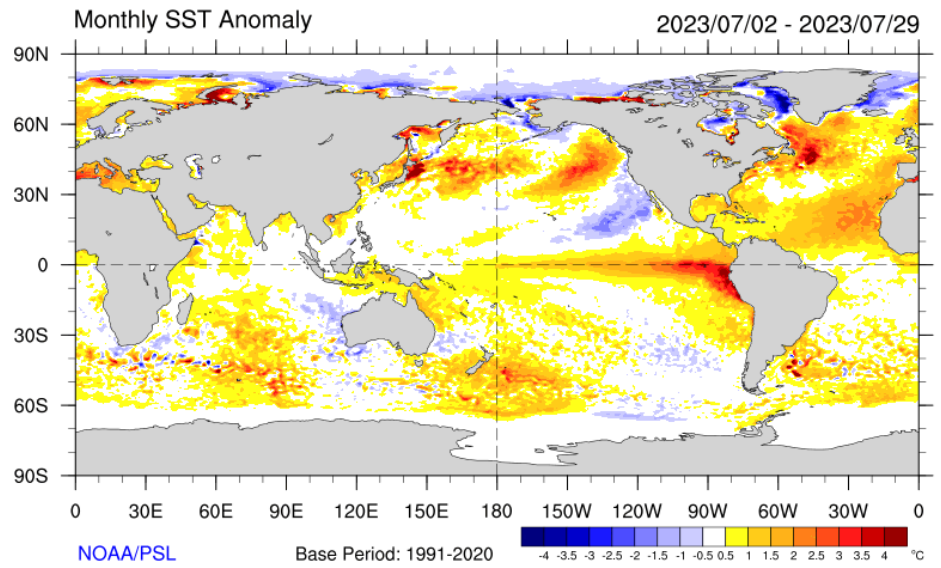 Monthly SST Anomaly 2023/07/02 - 2023/07/29
90N
60N
30N
0
30S
60S
90S
0 30E 60E 90E 120E 150E 180 150W 120W 90W 60W 30W 0
NOAA/PSL Base Period: 1991-2020
-4 -3.5 -3 -2.5 -2 -1.5 -1 -0.5 0.5 1 1.5 2 2.5 3 3.5 4 °C